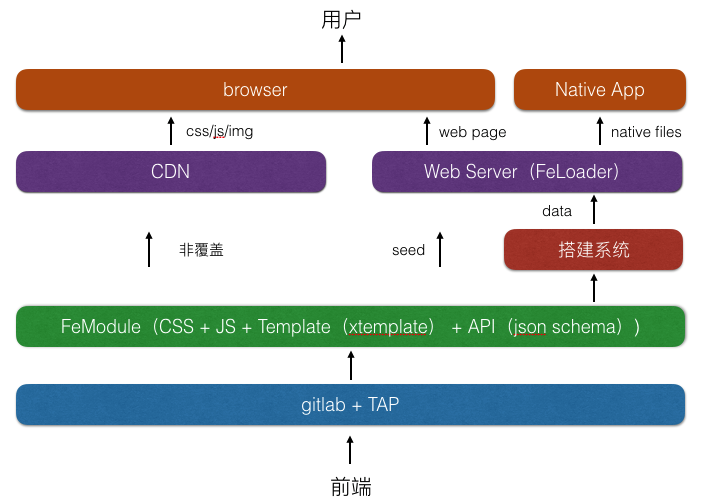 用户
browser
Native App
css/js/img
web page
native files
CDN
Web Server（FeLoader）
data
非覆盖
seed
搭建系统
FeModule（CSS + JS + Template（xtemplate） + API（json schema））
gitlab + TAP
前端